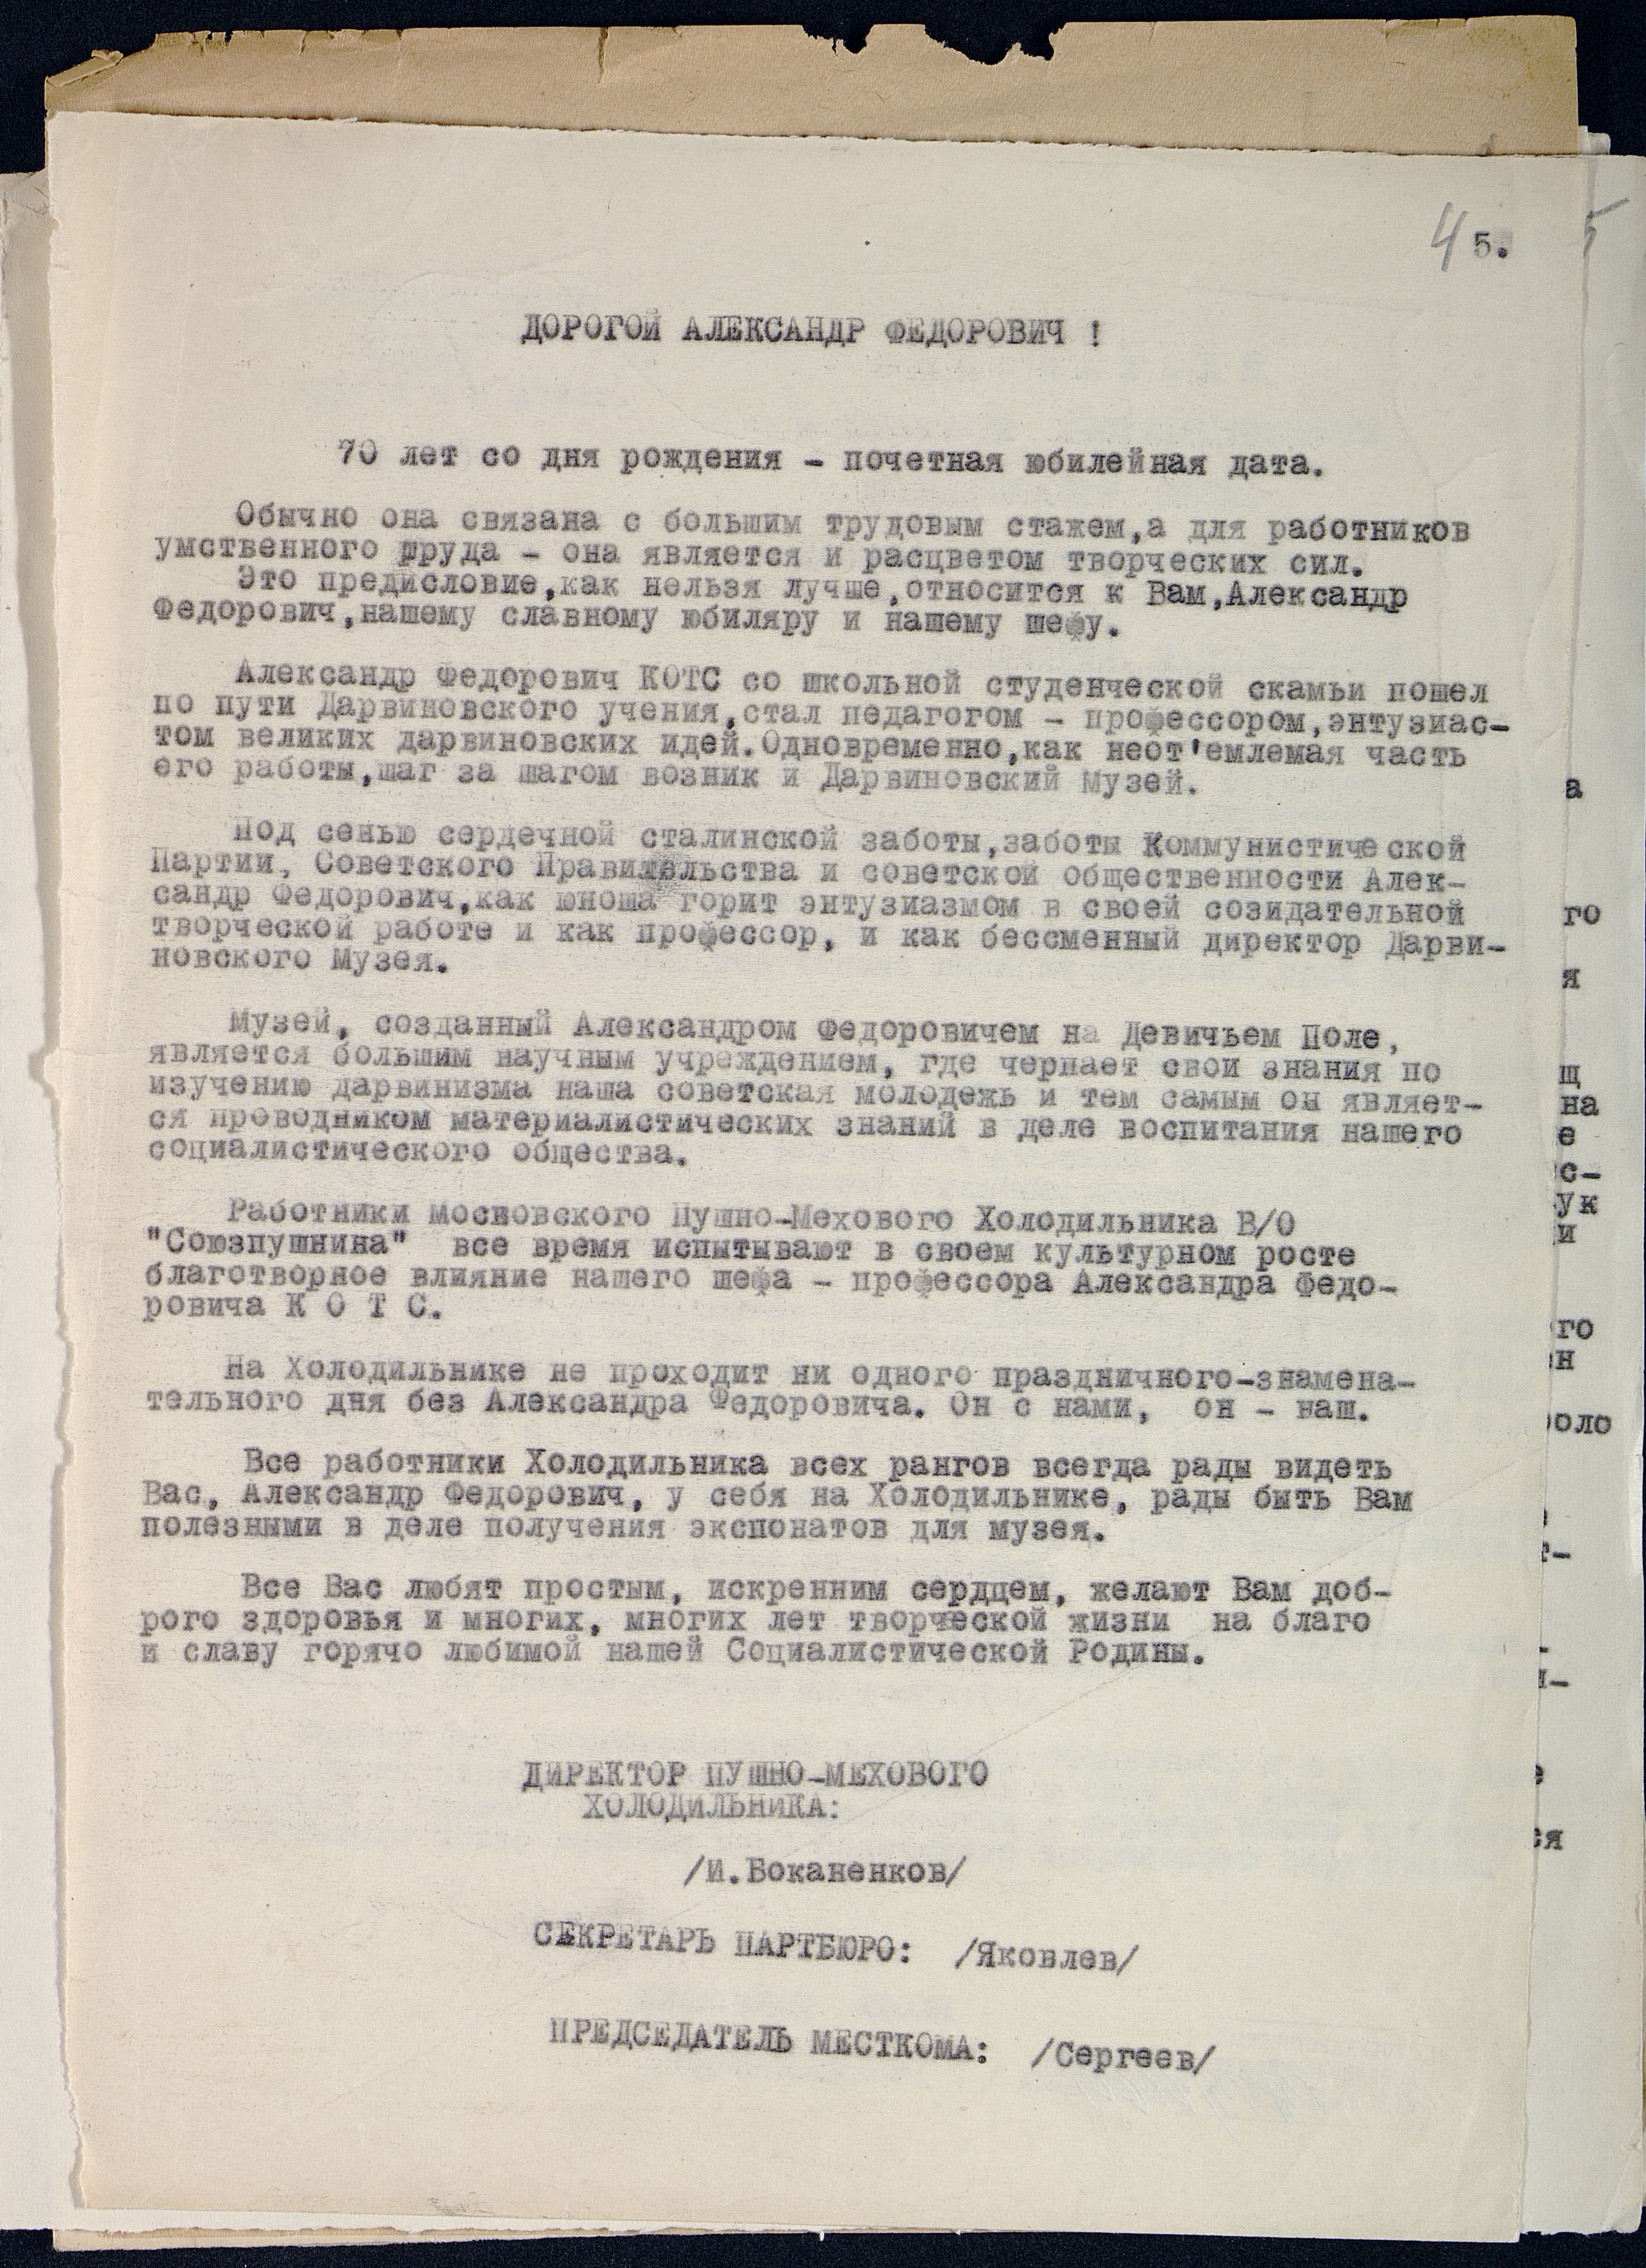 4 5.
ДОРОГОЙ АЛЕКСАНДР ФЕДОРОВИЧ !
70 лет со дня рождения - почетная юбилейная дата.
Обычно она связана с большим трудовым стажем,а для работников
умственного труда - она является и расцветом творческих сил.
Это предисловие,как нельзя лучше,относится к Вам,Александр
Федорович,нашему славному юбиляру и нашему шефу.
Александр Федорович КОТС со школьной студенческой скамьи пошел
по пути Дарвиновского учения,стал педагогом - профессором,энтузиас-
том великих дарвиновских идей.Одновременно,как неот'емлемая часть
его работы,шаг за шагом возник и Дарвиновский Музей.
Под сенью сердечной сталинской заботы,заботы Коммунистической
Партии, Советского Правительства и советской общественности Алек-
сандр Федорович,как юноша горит энтузиазмом в своей созидательной
творческой работе и как профессор, и как бессменный директор Дарви-
новского Музея.
Музей, созданный Александром Федоровичем на Девичьем Поле,
является большим научным учреждением, где черпает свои знания по
изучению дарвинизма наша советская молодежь и тем самым он являет-
ся проводником материалистических знаний в деле воспитания нашего
социалистического общества.
Работники Московского Пушно-Мехового Холодильника В/О
"Союзпушнина" все время испытывают в своем культурном росте
благотворное влияние нашего шефа - профессора Александра Федо-
ровича К О Т С.
На Холодильнике не проходит ни одного праздничного-знамена-
тельного дня без Александра Федоровича. Он с нами, он - наш.
Все работники Холодильника всех рангов всегда рады видеть
Вас, Александр Федорович, у себя на Холодильнике, рады быть Вам
полезными в деле получения экспонатов для музея.
Все Вас любят простым, искренним сердцем, желают Вам доб-
рого здоровья и многих, многих лет творческой жизни на благо
и славу горячо любимой нашей Социалистической Родины.
ДИРЕКТОР ПУШНО-МЕХОВОГО
ХОЛОДИЛЬНИКА:
/И.Боканенков/
СЕКРЕТАРЬ ПАРТБЮРО: /Яковлев/
ПРЕДСЕДАТЕЛЬ МЕСТКОМА: /Сергеев/